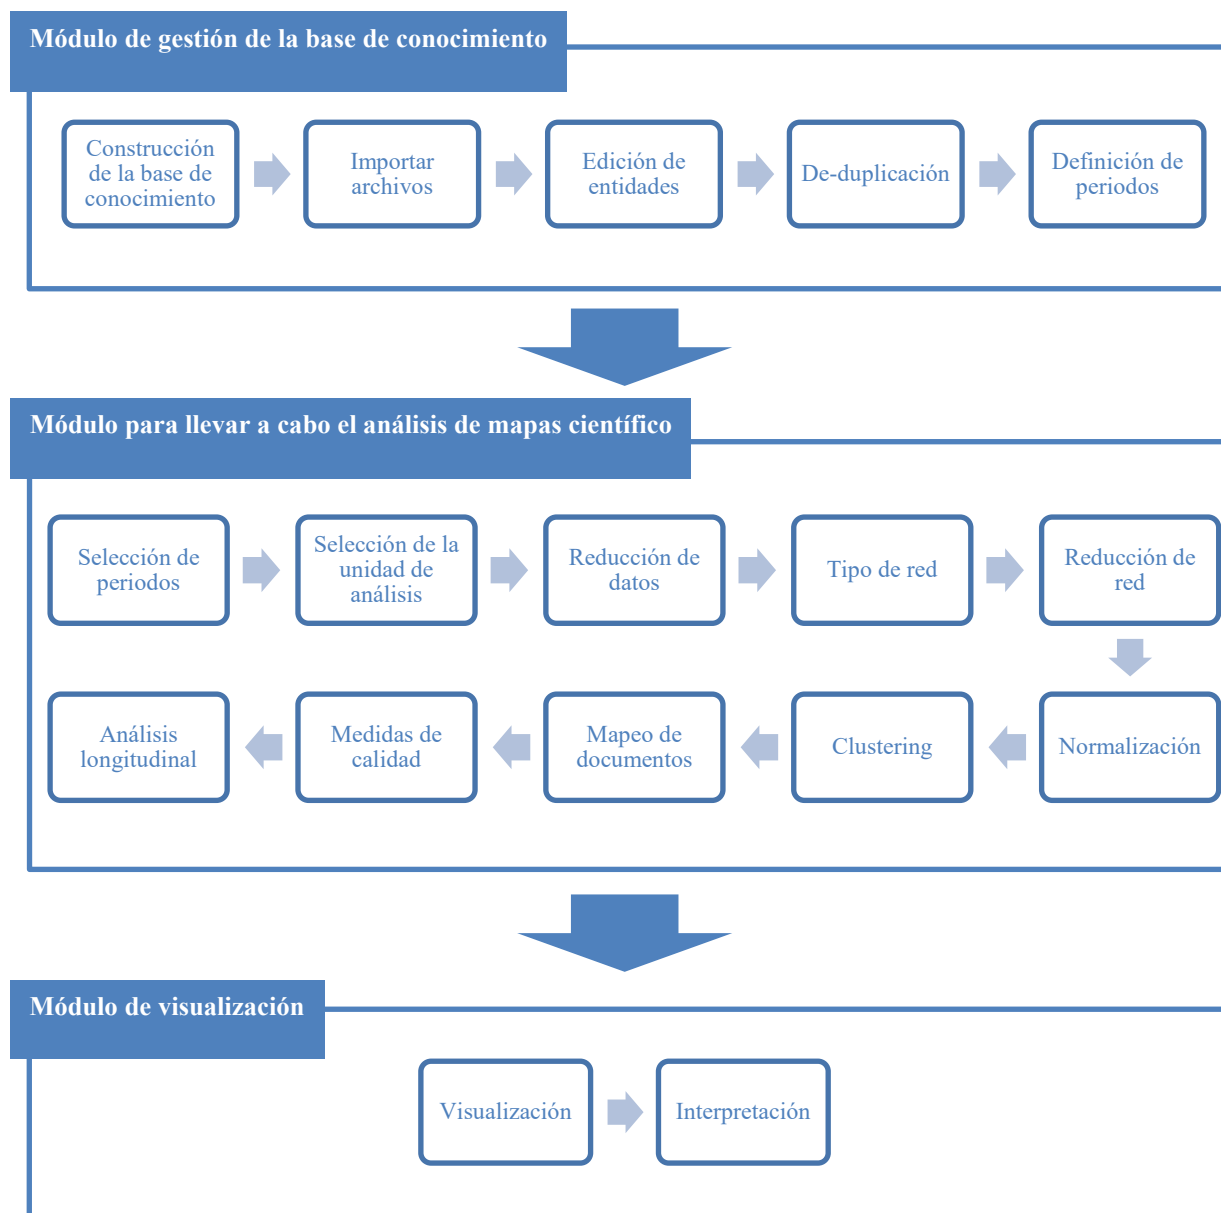 Módulo de gestión de la base de conocimiento
Construcción
de la base de
conocimiento
Importar
archivos
Edición de
entidades
De-duplicación
Definición de
periodos
Módulo para llevar a cabo el análisis de mapas científico
Selección de
periodos
Selección de la
unidad de
análisis
Reducción de
datos
Tipo de red
Reducción de
red
Normalización
Clustering
Mapeo de
documentos
Medidas de
calidad
Análisis
longitudinal
Módulo de visualización
Visualización
Interpretación